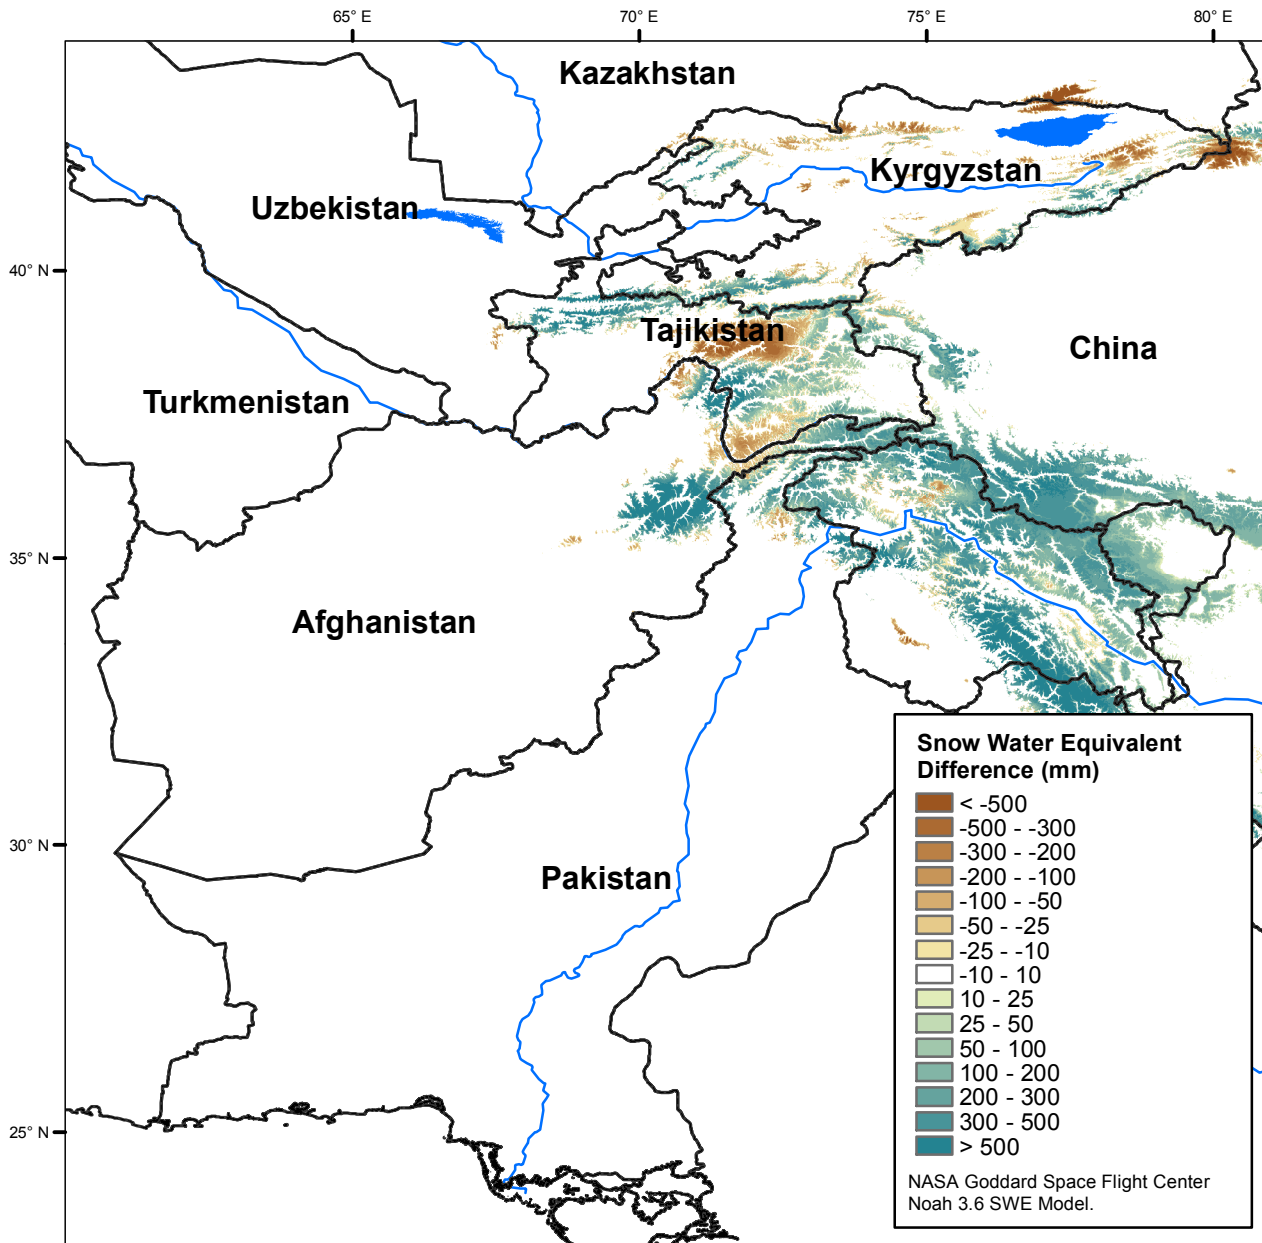 65° E
70° E
75° E
80° E
Kazakhstan
Kyrgyzstan
Uzbekistan
40° N
Tajikistan
China
Turkmenistan
35° N
Afghanistan
30° N
Pakistan
25° N
Snow Water Equivalent
Difference (mm)
< -500
-500 - -300
-300 - -200
-200 - -100
-100 - -50
-50 - -25
-25 - -10
-10 - 10
10 - 25
25 - 50
50 - 100
100 - 200
200 - 300
300 - 500
> 500
NASA Goddard Space Flight Center
Noah 3.6 SWE Model.